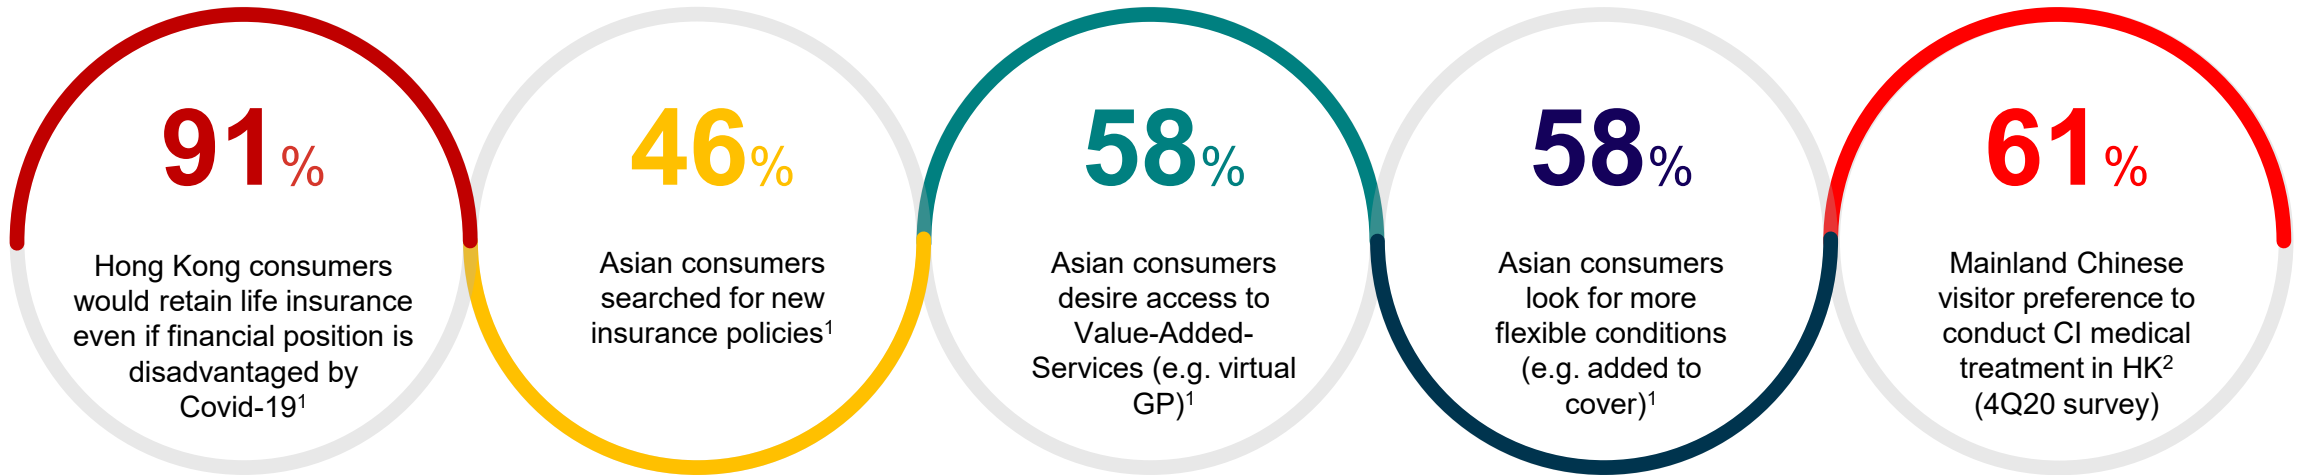 91%
Hong Kong consumers
would retain life insurance
even if financial position is
disadvantaged by
Covid-19¹
46%
Asian consumers
searched for new
insurance policies¹
58%
Asian consumers
desire access to
Value-Added-
Services (e.g. virtual
GP)¹
58%
Asian consumers
look for more
flexible conditions
(e.g. added to
cover)¹
61%
Mainland Chinese
visitor preference to
conduct CI medical
treatment in HK²
(4Q20 survey)